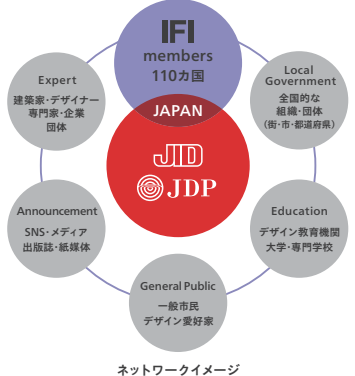 IFI
members
110カ国
JAPAN
JID
JDP
Expert
建築家・デザイナー
専門家・企業
団体
Local
Government
全国的な
組織・団体
（街・市・都道府県）
Announcement
SNS・メディア
出版誌・紙媒体
Education
デザイン教育機関
大学・専門学校
General Public
一般市民
デザイン愛好家
ネットワークイメージ